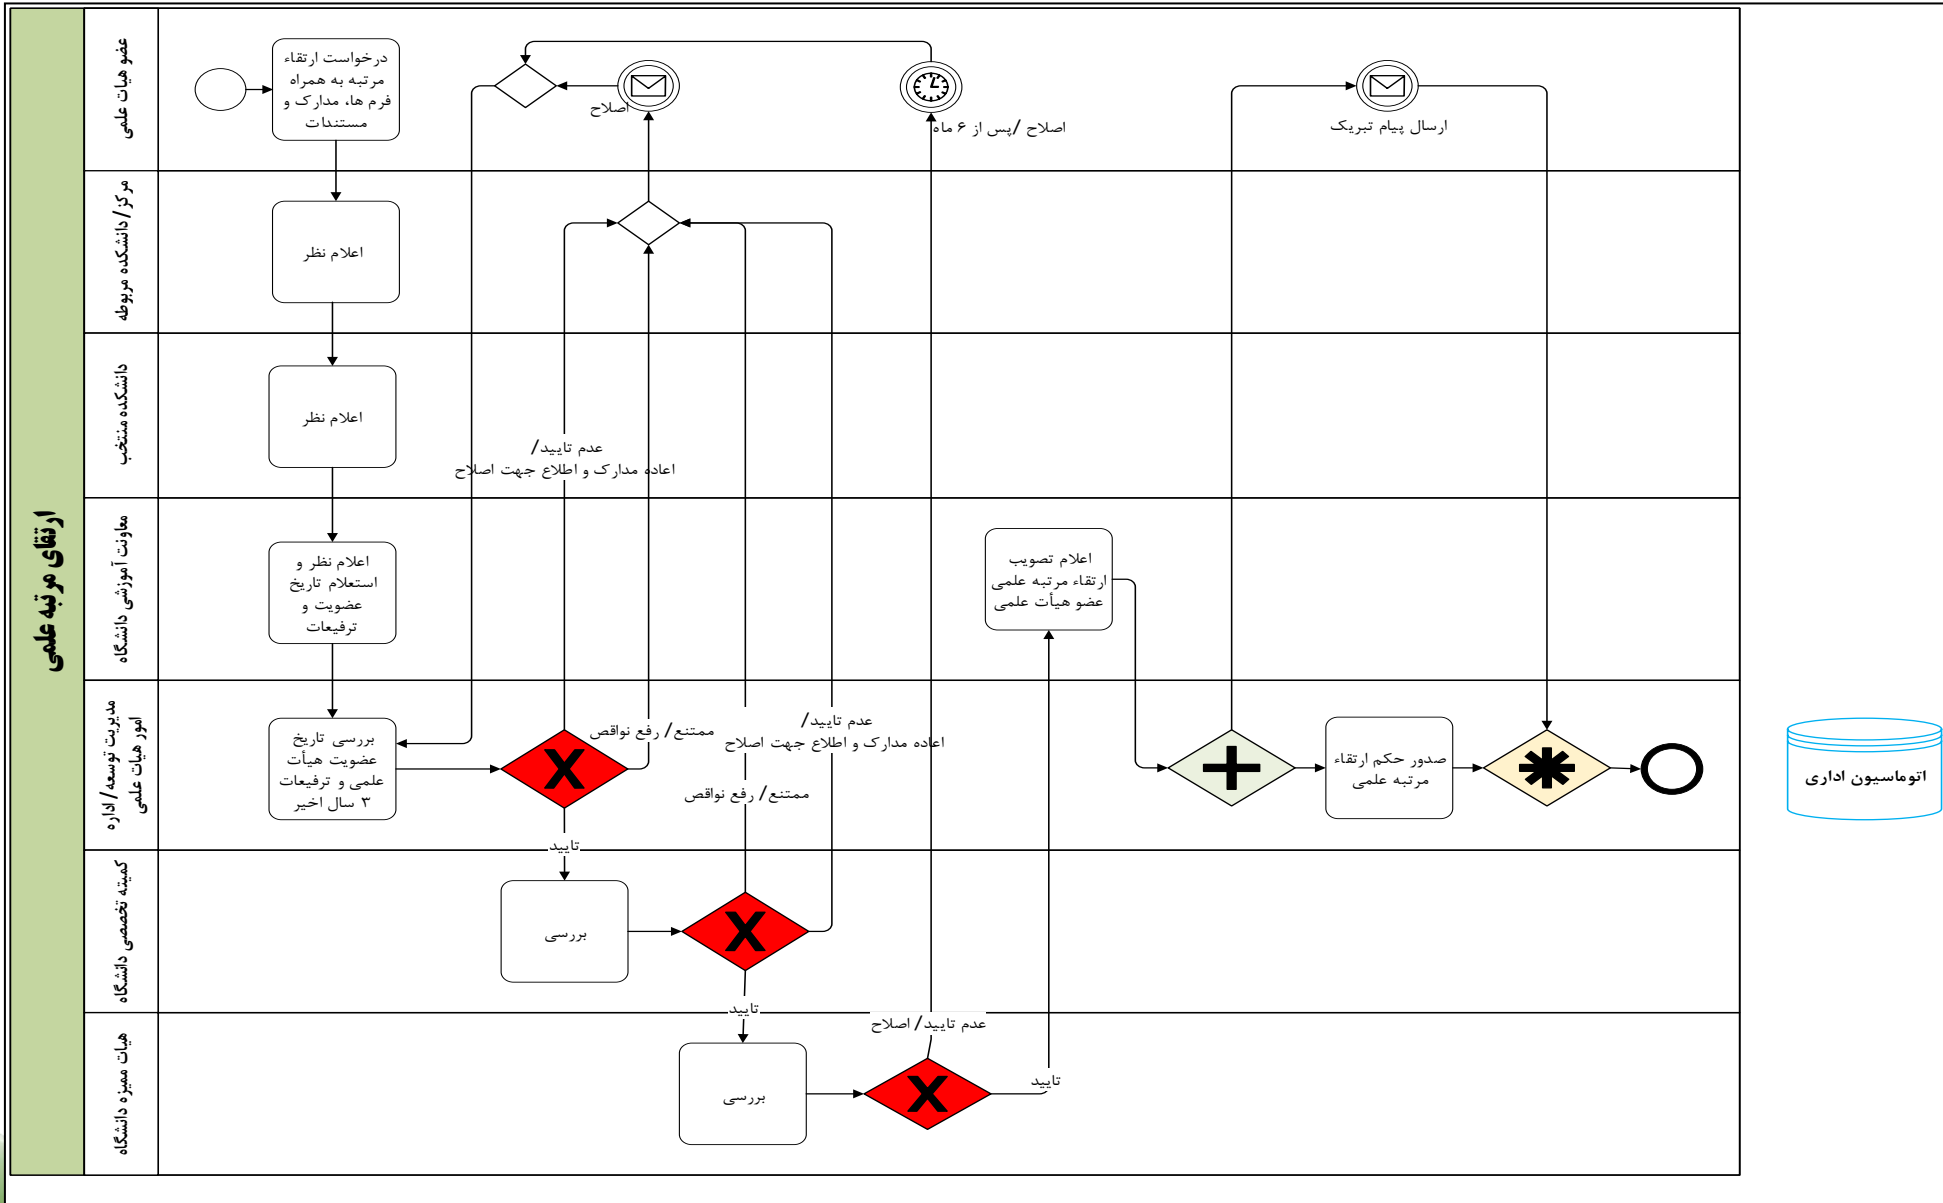 ارتقای مرتبه علمی
عضو هیات علمی
درخواست ارتقاء
مرتبه به همراه
فرم ها، مدارک و
مستندات
اصلاح
اصلاح /پس از ۶ ماه
ارسال پیام تبریک
مرکز/دانشکده مربوطه
اعلام نظر
دانشکده منتخب
اعلام نظر
عدم تایید/
اعاده مدارک و اطلاع جهت اصلاح
معاونت آموزشی دانشگاه
اعلام نظر و
استعلام تاریخ
عضویت و
ترفیعات
اعلام تصویب
ارتقاء مرتبه علمی
عضو هیأت علمی
مدیریت توسعه/اداره
امور هیات علمی
بررسی تاریخ
عضویت هیأت
علمی و ترفیعات
۳ سال اخیر
ممتنع/ رفع نواقص
عدم تایید/
اعاده مدارک و اطلاع جهت اصلاح
ممتنع/ رفع نواقص
صدور حکم ارتقاء
مرتبه علمی
اتوماسیون اداری
تایید
کمیته تخصصی دانشگاه
بررسی
تایید
هیات ممیزه دانشگاه
بررسی
عدم تایید/ اصلاح
تایید